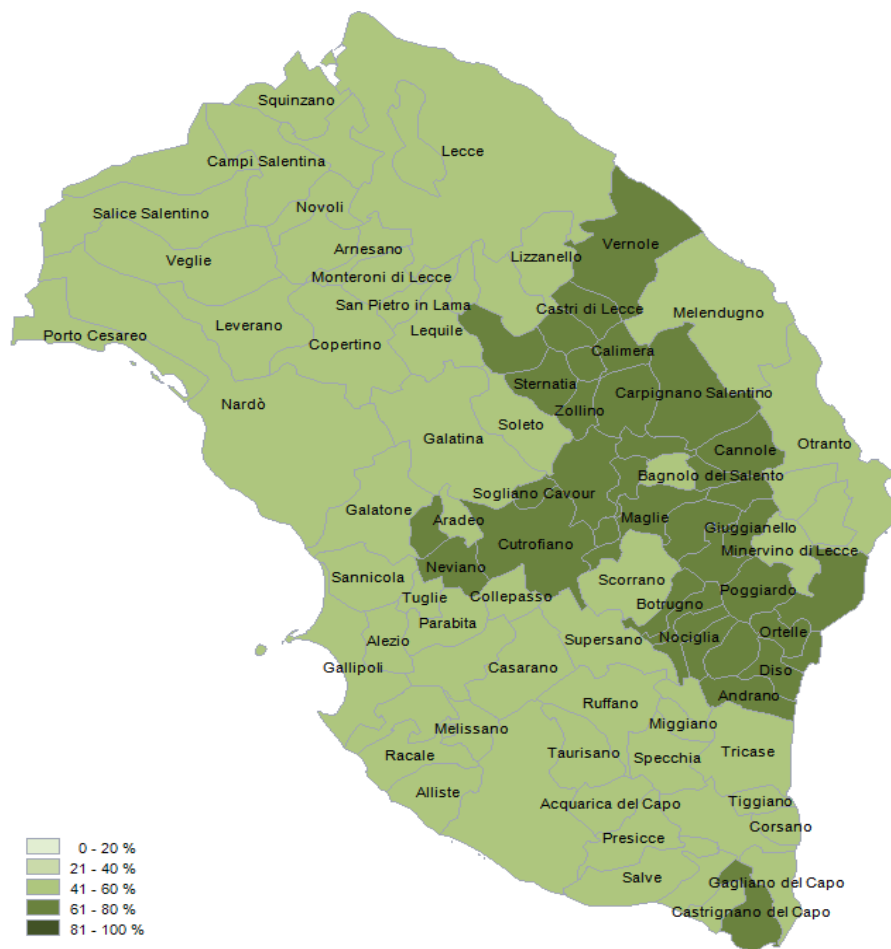 Squinzano
Lecce
Campi Salentina
Novoli
Salice Salentino
Arnesano
Vernole
Lizzanello
Veglie
Monteroni di Lecce
San Pietro in Lama
Castri di Lecce
Melendugno
Leverano
Lequile
Porto Cesareo
Copertino
Calimera
Sternatia
Carpignano Salentino
Nardò
Zollino
Soleto
Galatina
Otranto
Cannole
Bagnolo del Salento
Sogliano Cavour
Galatone
Aradeo
Maglie
Giuggianello
Cutrofiano
Minervino di Lecce
Neviano
Sannicola
Scorrano
Poggiardo
Tuglie
Collepasso
Botrugno
Parabita
Alezio
Supersano
Nociglia
Ortelle
Gallipoli
Casarano
Diso
Andrano
Ruffano
Miggiano
Melissano
Racale
Taurisano
Specchia
Tricase
Alliste
Acquarica del Capo
Tiggiano
Corsano
Presicce
Salve
Gagliano del Capo
Castrignano del Capo
0 - 20 %
21 - 40 %
41 - 60 %
61 - 80 %
81 - 100 %